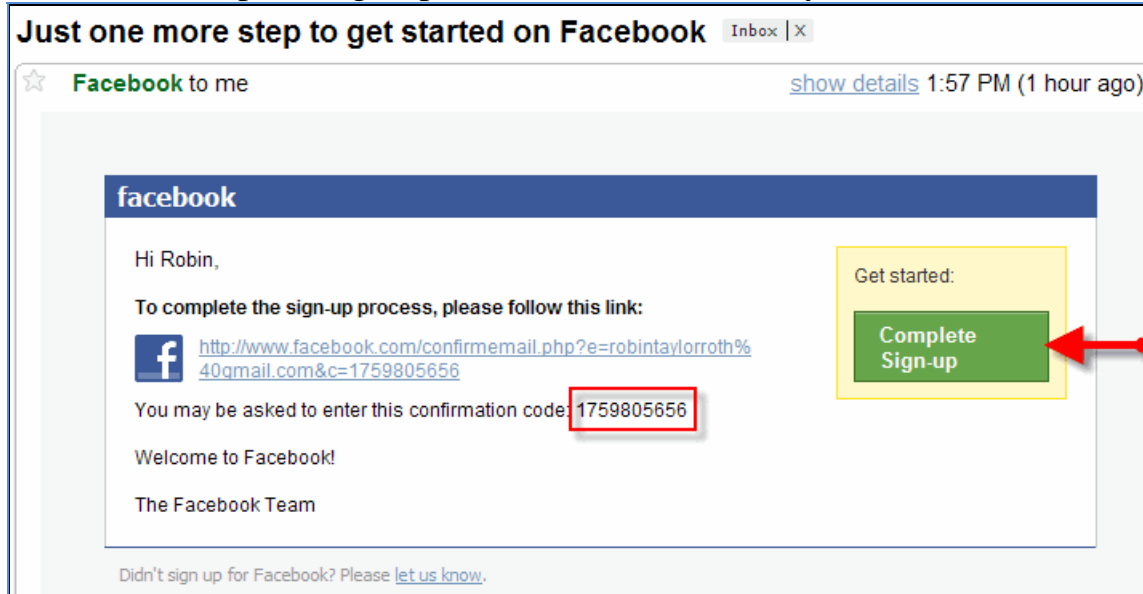 Just one more step to get started on Facebook Inbox | X
Facebook to me show details 1:57 PM (1 hour ago)
facebook
Hi Robin,
To complete the sign-up process, please follow this link:
http://www.facebook.com/confirmemail.php?e=robintaylorroth%
40gmail.com&c=1759805656
You may be asked to enter this confirmation code: 1759805656
Welcome to Facebook!
The Facebook Team
Get started:
Complete
Sign-up
Didn't sign up for Facebook? Please let us know.